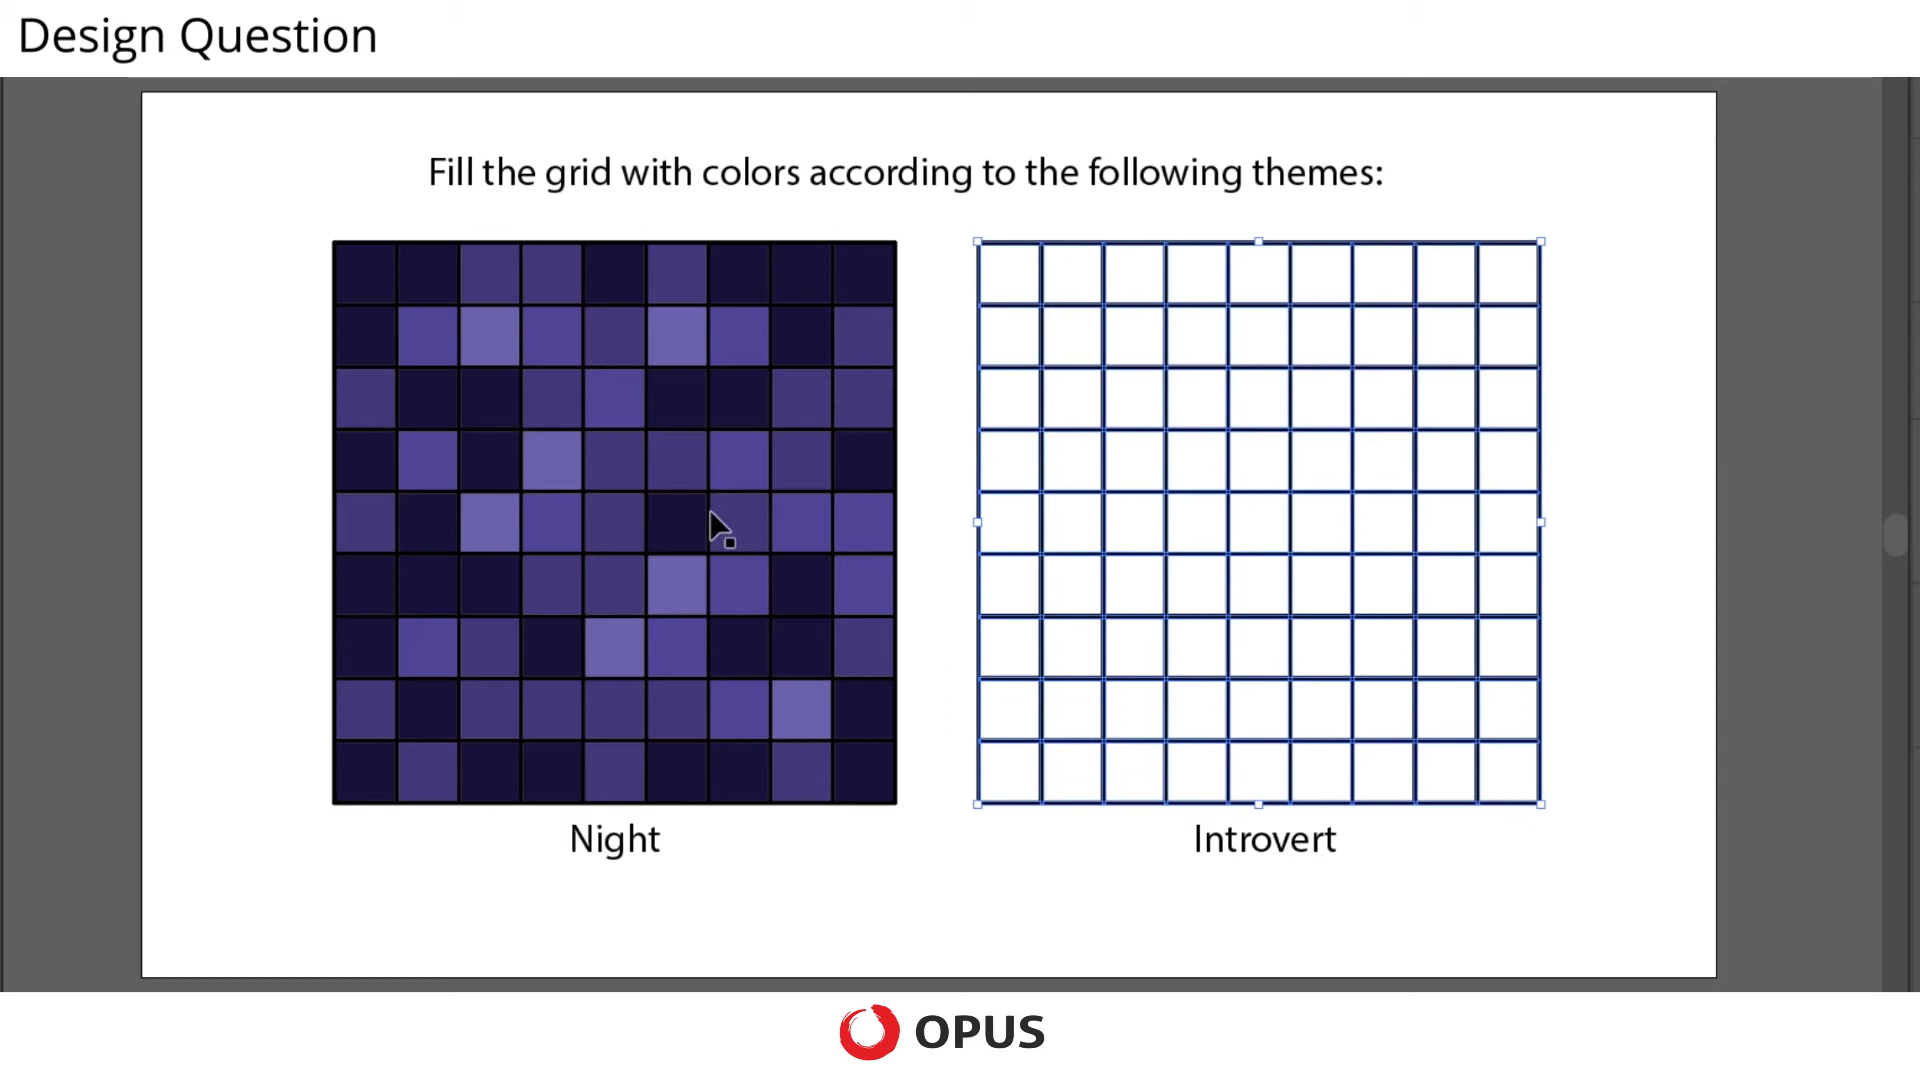 Design Question
Fill the grid with colors according to the following themes:
Night
Introvert
OPUS